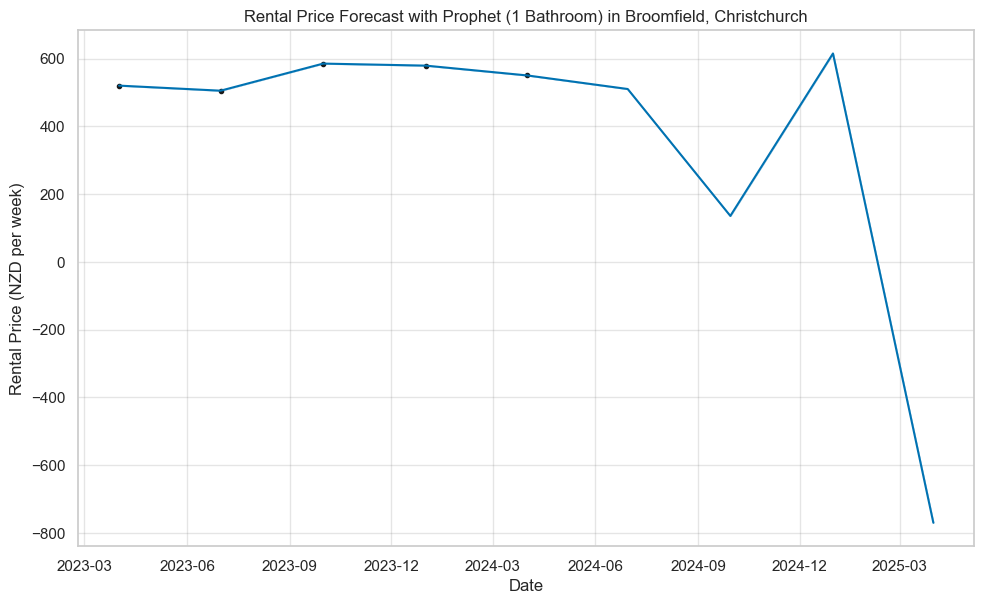 Rental Price Forecast with Prophet (1 Bathroom) in Broomfield, Christchurch
Rental Price (NZD per week)
600
400
200
0
−200
−400
−600
−800
2023-03 2023-06 2023-09 2023-12 2024-03 2024-06 2024-09 2024-12 2025-03
Date